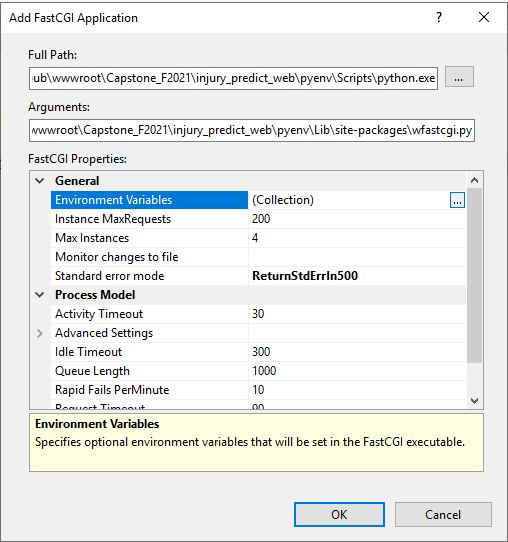 Add FastCGI Application
Full Path:
ub\wwwroot\Capstone_F2021\injury_predict_web\pyenv\Scripts\python.exe ...
Arguments:
wwwroot\Capstone_F2021\injury_predict_web\pyenv\Lib\site-packages\wfastcgi.py
FastCGI Properties:
General
Environment Variables (Collection) ...
Instance MaxRequests 200
Max Instances 4
Monitor changes to file
Standard error mode ReturnStdErrIn500
Process Model
Activity Timeout 30
Advanced Settings
Idle Timeout 300
Queue Length 1000
Rapid Fails PerMinute 10
Request Timeout 90
Environment Variables
Specifies optional environment variables that will be set in the FastCGI executable.
OK Cancel